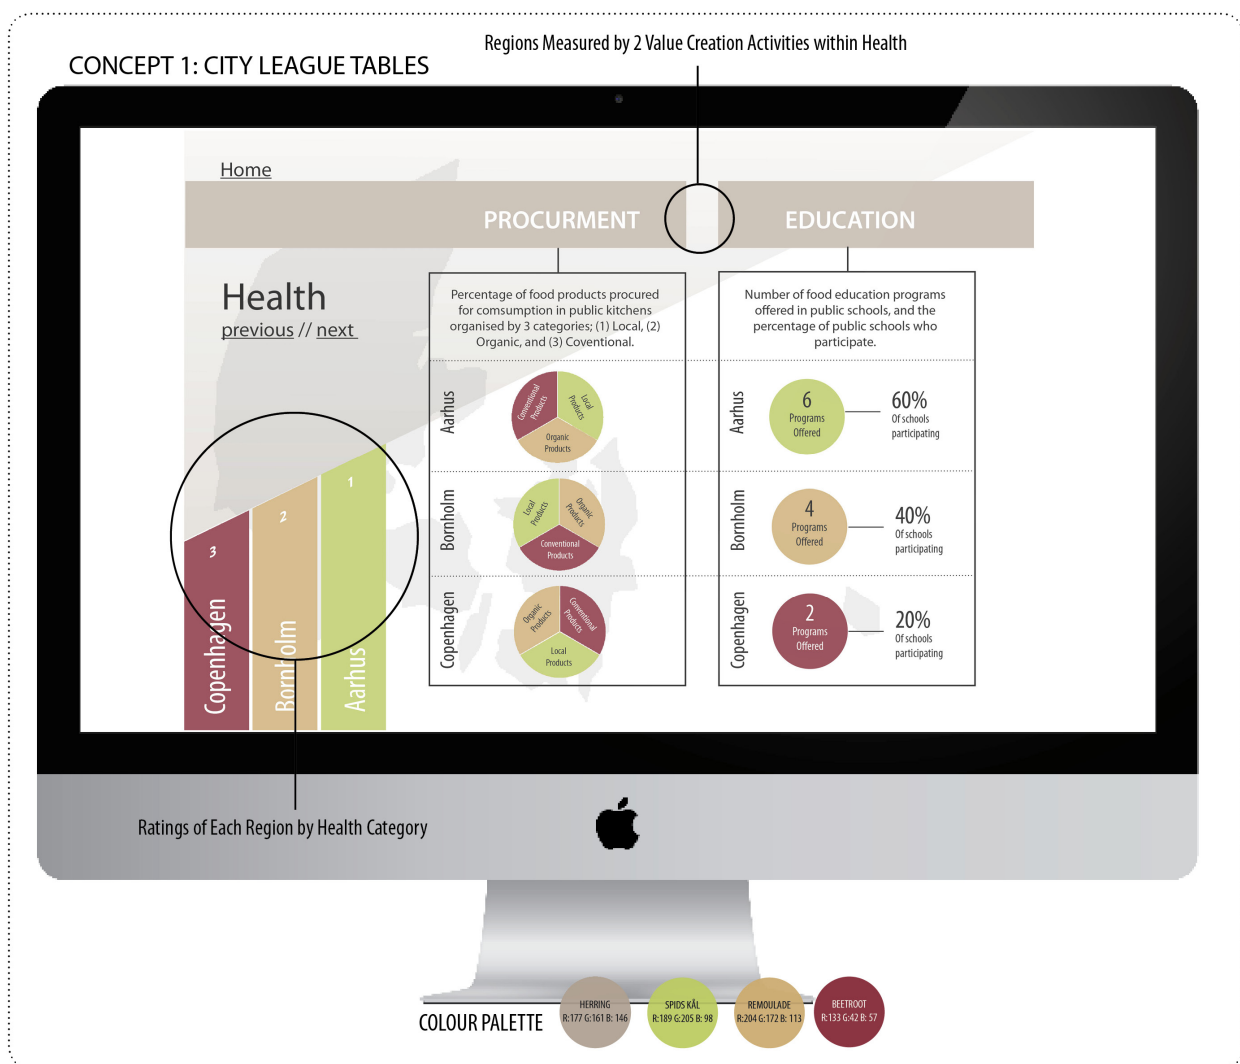 Regions Measured by 2 Value Creation Activities within Health
CONCEPT 1: CITY LEAGUE TABLES
Home
PROCURMENT
EDUCATION
Health
previous // next
Percentage of food products procured
for comsumption in public kitchens
organised by 3 categories; (1) Local, (2)
Organic, and (3) Coventional.
Number of food education programs
offered in public schools, and the
percentage of public schools who
participate.
Aarhus
Conventional
Products
Local
Products
Organic
Products
Aarhus
6
Programs
Offered
60%
Of schools
participating
Bornholm
Local
Products
Organic
Products
Conventional
Products
Bornholm
4
Programs
Offered
40%
Of schools
participating
Copenhagen
Organic
Products
Conventional
Products
Local
Products
Copenhagen
2
Programs
Offered
20%
Of schools
participating
3
Copenhagen
2
Bornholm
1
Aarhus
Ratings of Each Region by Health Category
COLOUR PALETTE
HERRING
R:177 G:161 B: 146
SPIDS KÅL
R:189 G:205 B: 98
REMOULADE
R:204 G:172 B: 113
BEETROOT
R:133 G:42 B: 57